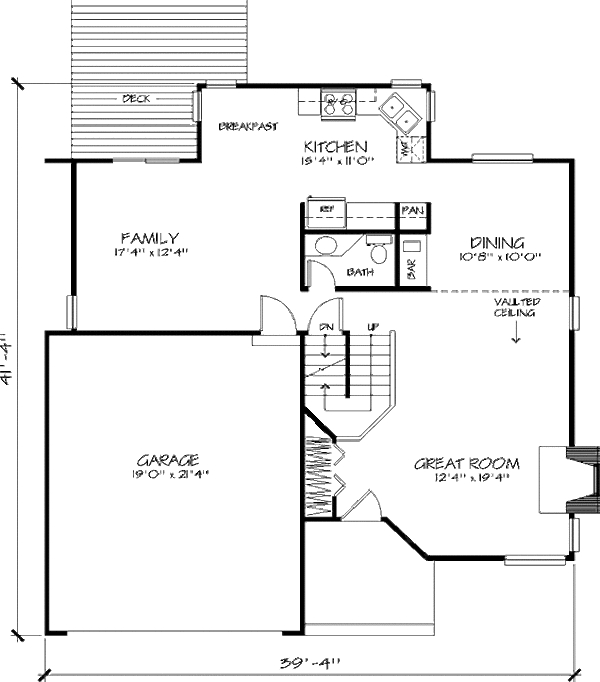 DECK
BREAKFAST
KITCHEN
15'4" x 11'0"
DW
REF
PAN
FAMILY
17'4" x 12'4"
DINING
10'8" x 10'0"
BATH
BAR
VAULTED
CEILING
DN
UP
41'-4"
GARAGE
19'0" x 21'4"
GREAT ROOM
12'4" x 19'4"
39'-4"